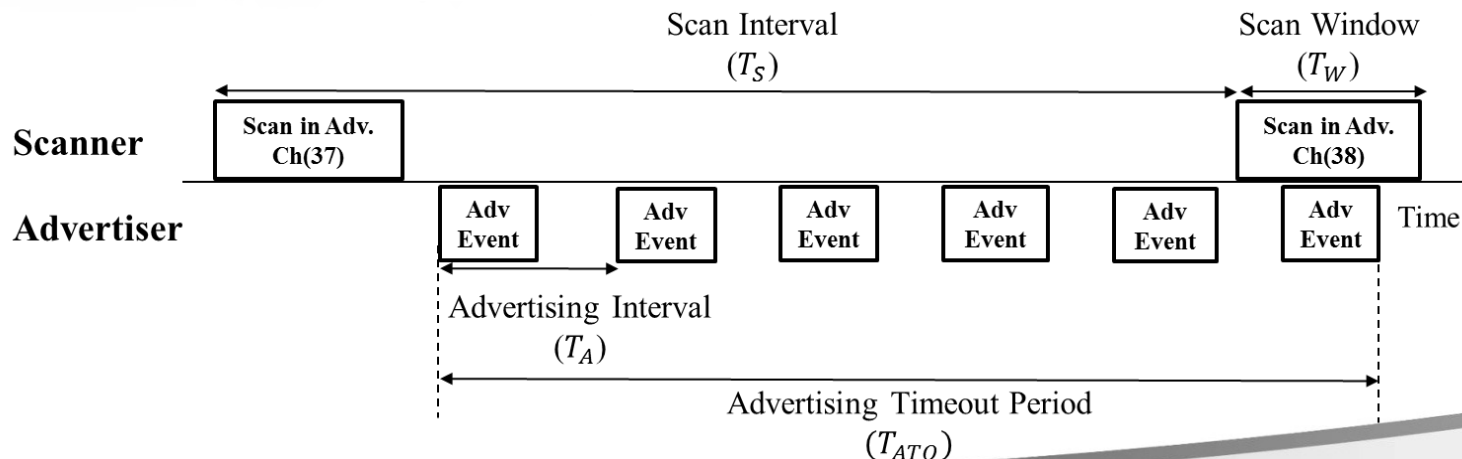 Scan Interval
(T_S)
Scan Window
(T_W)
Scanner
Scan in Adv.
Ch(37)
Scan in Adv.
Ch(38)
Advertiser
Adv
Event
Adv
Event
Adv
Event
Adv
Event
Adv
Event
Adv
Event
Time
Advertising Interval
(T_A)
Advertising Timeout Period
(T_ATO)